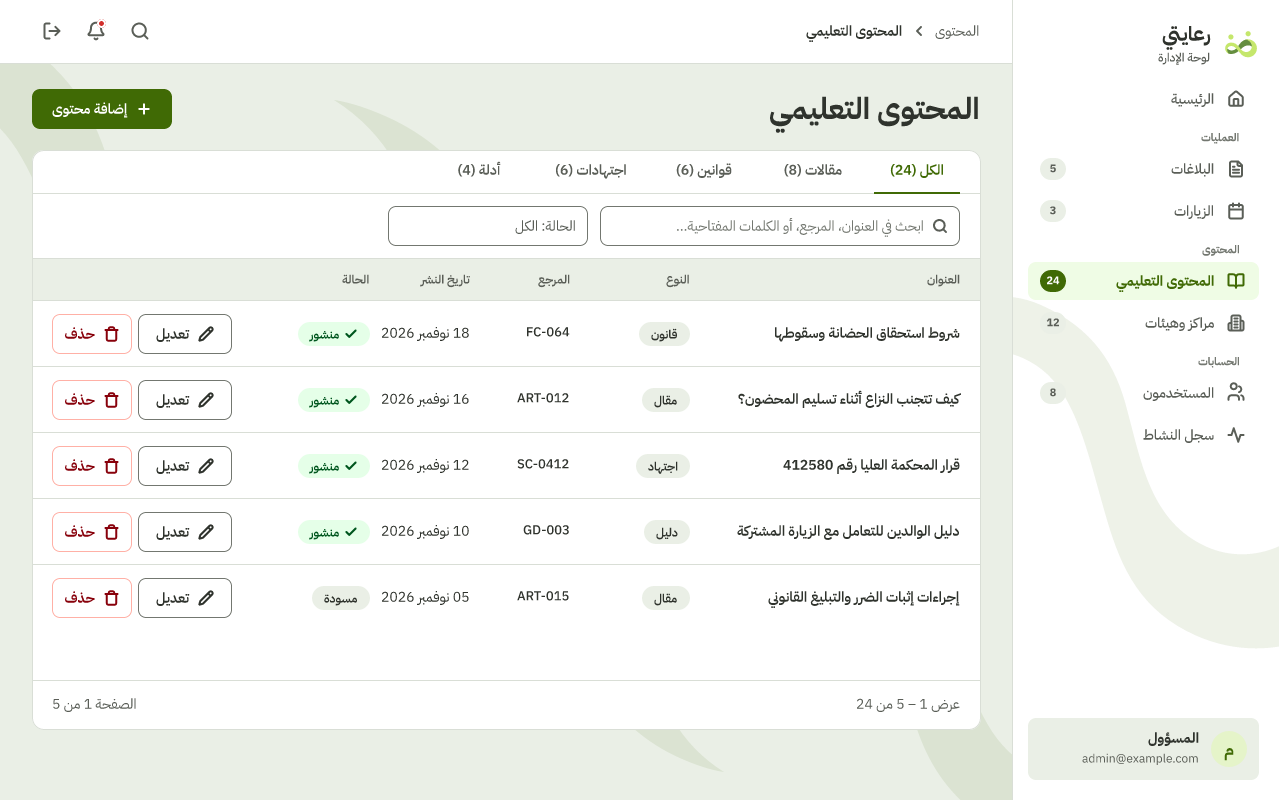 رعايتي
لوحة الإدارة
الرئيسية
العمليات
البلاغات 5
الزيارات 3
المحتوى
المحتوى التعليمي 24
مراكز وهيئات 12
الحسابات
المستخدمون 8
سجل النشاط
م
المسؤول
admin@example.com
المحتوى
المحتوى التعليمي
المحتوى التعليمي
إضافة محتوى
الكل (24) مقالات (8) قوانين (6) اجتهادات (6) أدلة (4)
ابحث في العنوان، المرجع، أو الكلمات المفتاحية...
الحالة: الكل
العنوان النوع المرجع تاريخ النشر الحالة
شروط استحقاق الحضانة وسقوطها قانون FC-064 18 نوفمبر 2026 منشور تعديل حذف
كيف تتجنب النزاع أثناء تسليم المحضون؟ مقال ART-012 16 نوفمبر 2026 منشور تعديل حذف
قرار المحكمة العليا رقم 412580 اجتهاد SC-0412 12 نوفمبر 2026 منشور تعديل حذف
دليل الوالدين للتعامل مع الزيارة المشتركة دليل GD-003 10 نوفمبر 2026 منشور تعديل حذف
إجراءات إثبات الضرر والتبليغ القانوني مقال ART-015 05 نوفمبر 2026 مسودة تعديل حذف
عرض 1 – 5 من 24
الصفحة 1 من 5